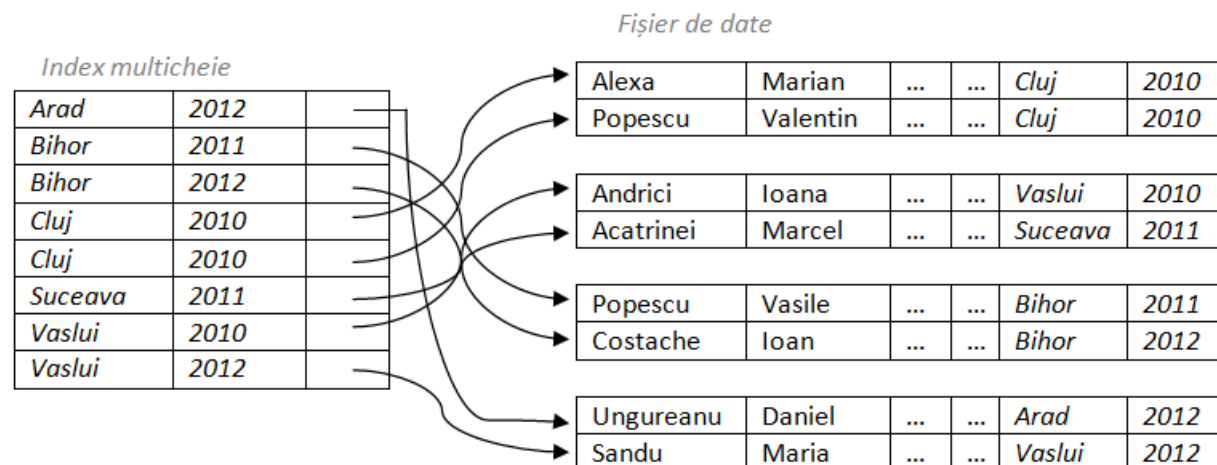 Fișier de date
Index multicheie
Arad 2012
Bihor 2011
Bihor 2012
Cluj 2010
Cluj 2010
Suceava 2011
Vaslui 2010
Vaslui 2012
Alexa Marian ... ... Cluj 2010
Popescu Valentin ... ... Cluj 2010
Andrici Ioana ... ... Vaslui 2010
Acatrinei Marcel ... ... Suceava 2011
Popescu Vasile ... ... Bihor 2011
Costache Ioan ... ... Bihor 2012
Ungureanu Daniel ... ... Arad 2012
Sandu Maria ... ... Vaslui 2012